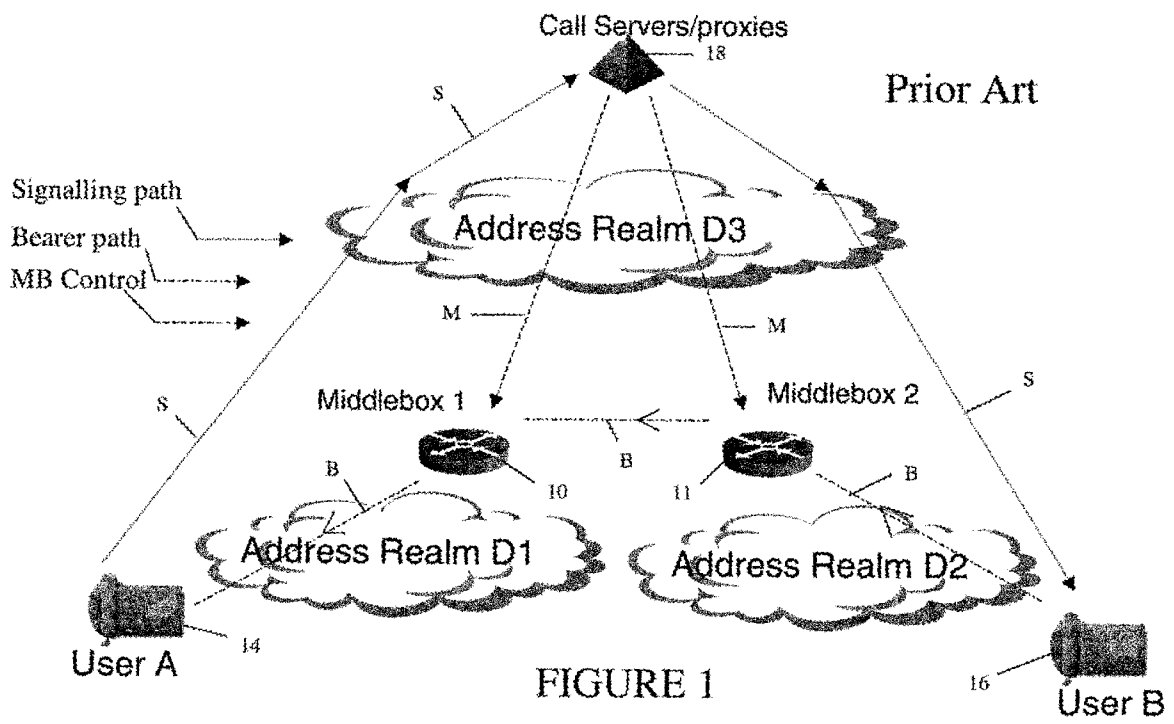 Call Servers/proxies
18
Prior Art
S
Signalling path
Bearer path
MB Control
Address Realm D3
M
M
S
S
Middlebox 1
Middlebox 2
B
B
B
10
11
Address Realm D1
Address Realm D2
14
16
User A
FIGURE 1
User B